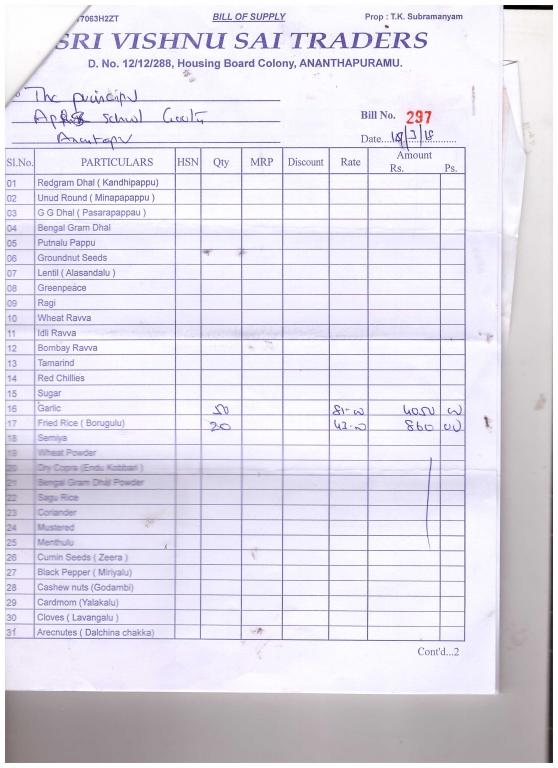 7063H2ZT BILL OF SUPPLY Prop : T.K. Subramanyam
SRI VISHNU SAI TRADERS
D. No. 12/12/288, Housing Board Colony, ANANTHAPURAMU.
The principal
school
Bill No. 297
Date....18/3/18
Sl.No. PARTICULARS HSN Qty MRP Discount Rate Amount Rs. Ps.
01 Redgram Dhal ( Kandhipappu)
02 Unud Round ( Minapapappu )
03 G G Dhal ( Pasarapappau )
04 Bengal Gram Dhal
05 Putnalu Pappu
06 Groundnut Seeds
07 Lentil ( Alasandalu )
08 Greenpeace
09 Ragi
10 Wheat Ravva
11 Idli Ravva
12 Bombay Ravva
13 Tamarind
14 Red Chillies
15 Sugar
16 Garlic 50 81-00 4050 00
17 Fried Rice ( Borugulu) 20 43-00 860 00
18 Semiya
19 Wheat Powder
20 Dry Copra (Endu Kobbari )
21 Bengal Gram Dhal Powder
22 Sagu Rice
23 Coriander
24 Mustered
25 Menthulu
26 Cumin Seeds ( Zeera )
27 Black Pepper ( Miriyalu)
28 Cashew nuts (Godambi)
29 Cardmom (Yalakalu)
30 Cloves ( Lavangalu )
31 Arecnutes ( Dalchina chakka)
Cont'd...2